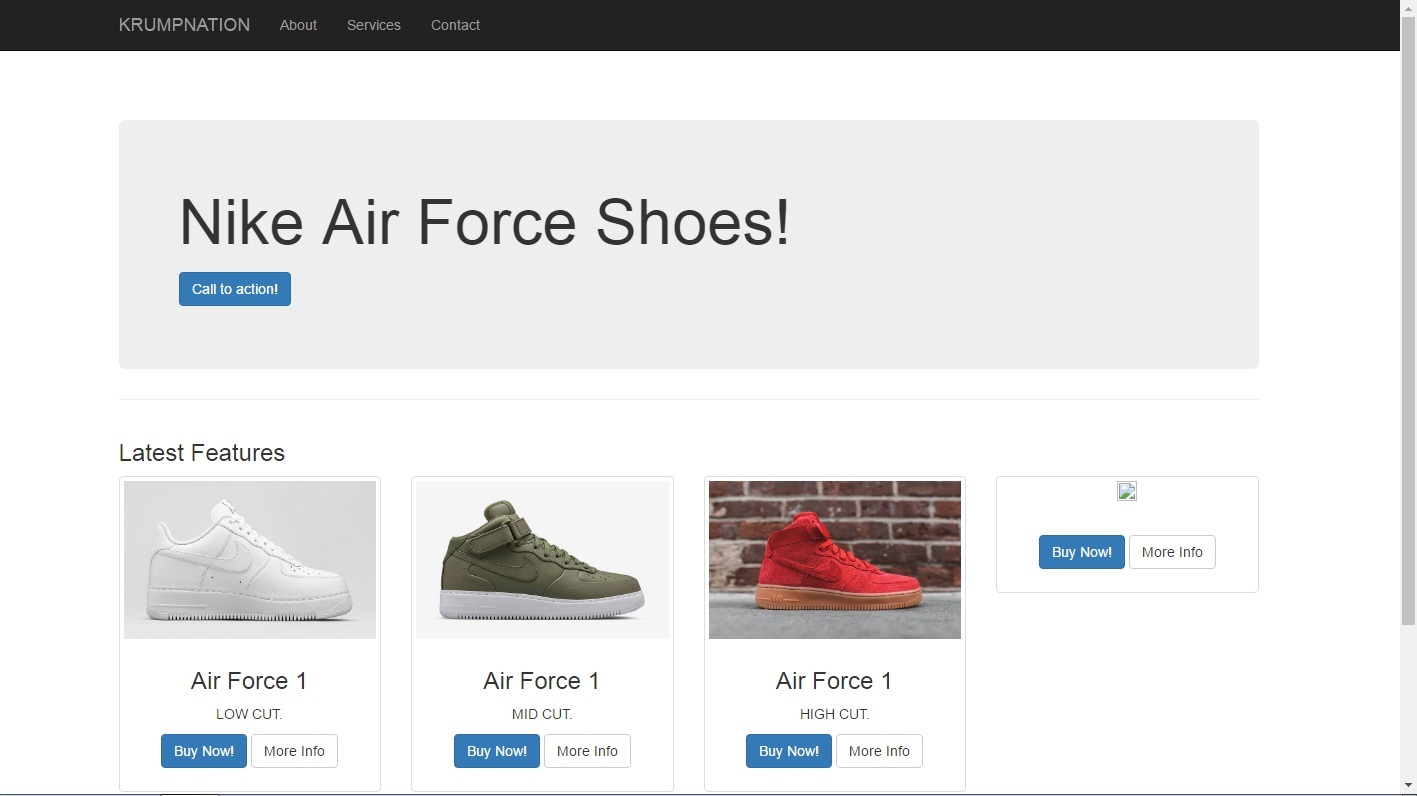 KRUMPNATION About Services Contact
Nike Air Force Shoes!
Call to action!
Latest Features
Air Force 1
LOW CUT.
Buy Now! More Info
Air Force 1
MID CUT.
Buy Now! More Info
Air Force 1
HIGH CUT.
Buy Now! More Info
Buy Now! More Info